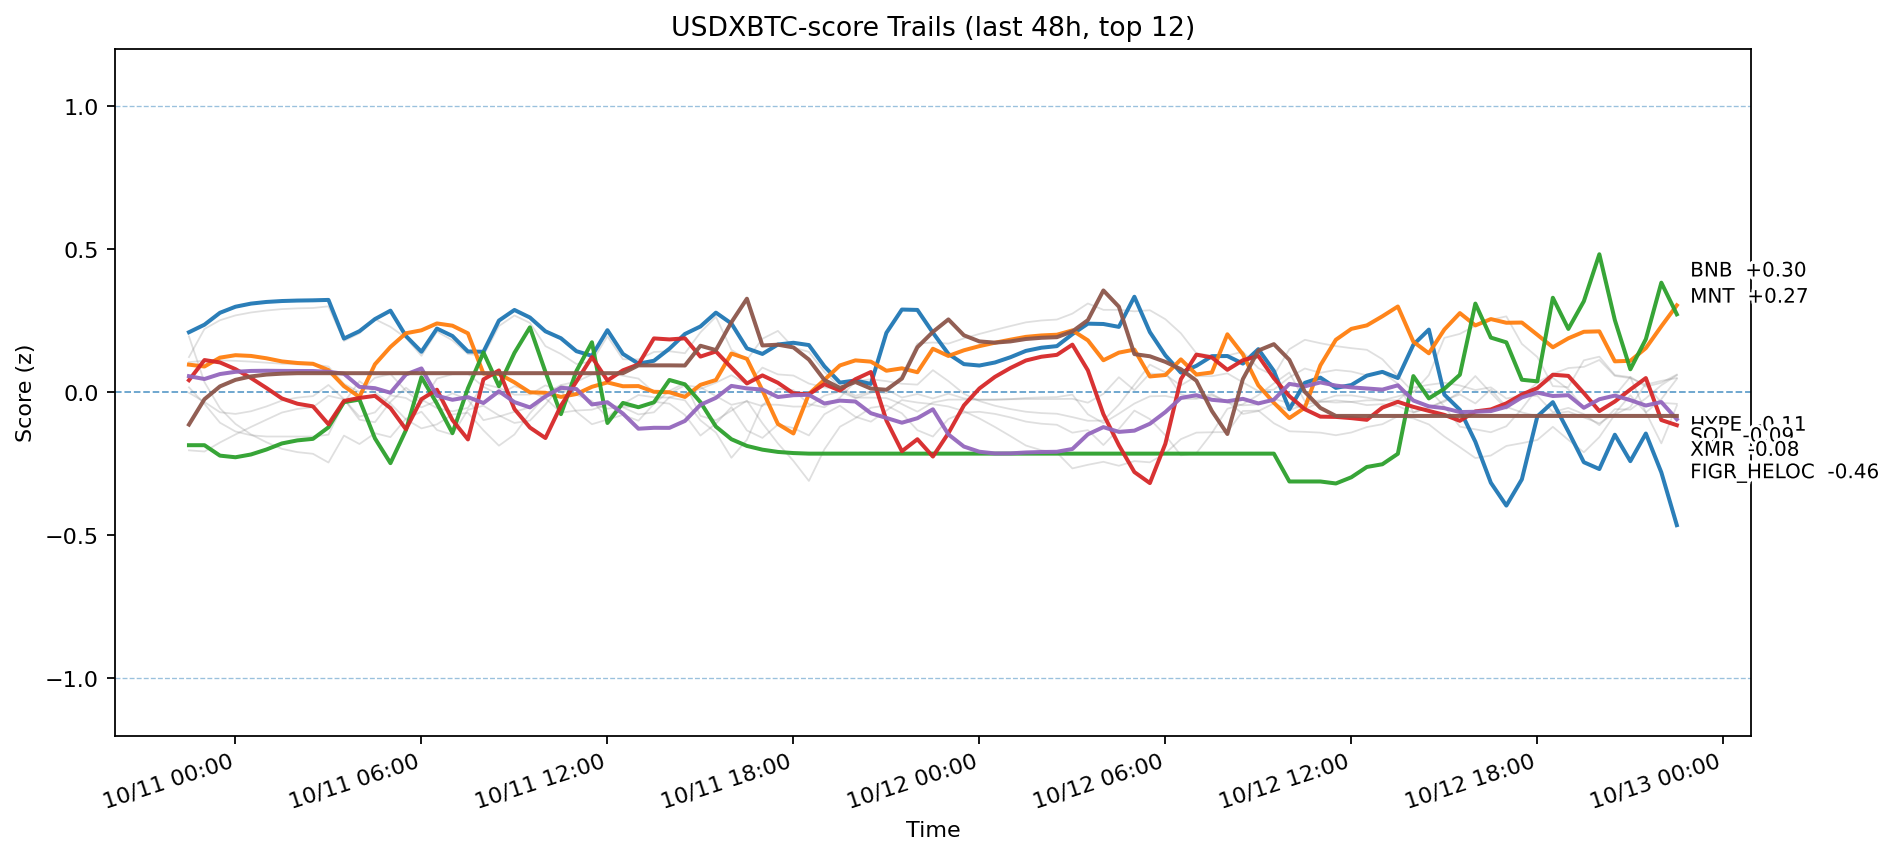 USDXBTC-score Trails (last 48h, top 12)
Score (z)
1.0
0.5
0.0
−0.5
−1.0
BNB +0.30
MNT +0.27
HYPE -0.11
SOL -0.09
XMR -0.08
FIGR_HELOC -0.46
10/11 00:00
10/11 06:00
10/11 12:00
10/11 18:00
10/12 00:00
10/12 06:00
10/12 12:00
10/12 18:00
10/13 00:00
Time